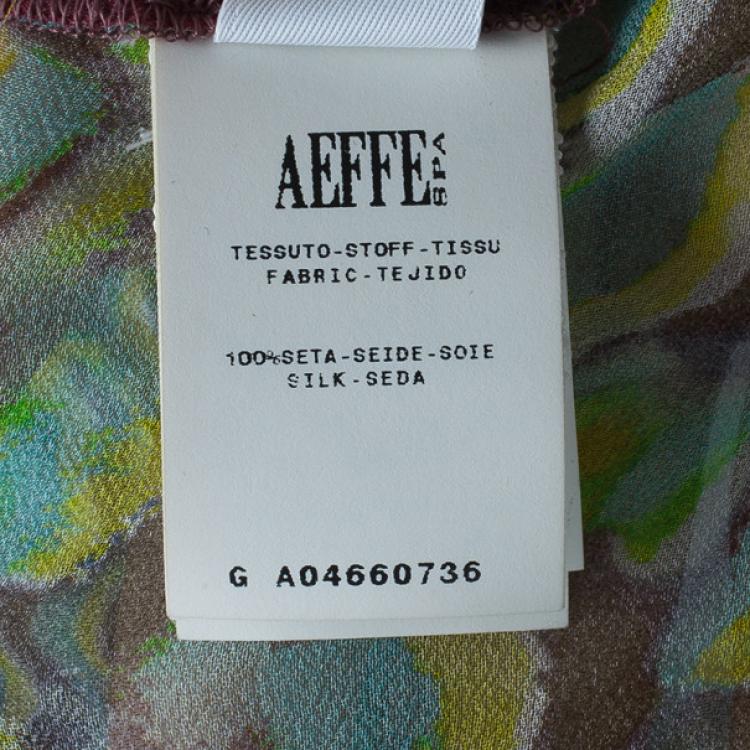 AEFFE SPA
TESSUTO-STOFF-TISSU
FABRIC-TEJIDO
100%SETA-SEIDE-SOIE
SILK-SEDA
G A04660736